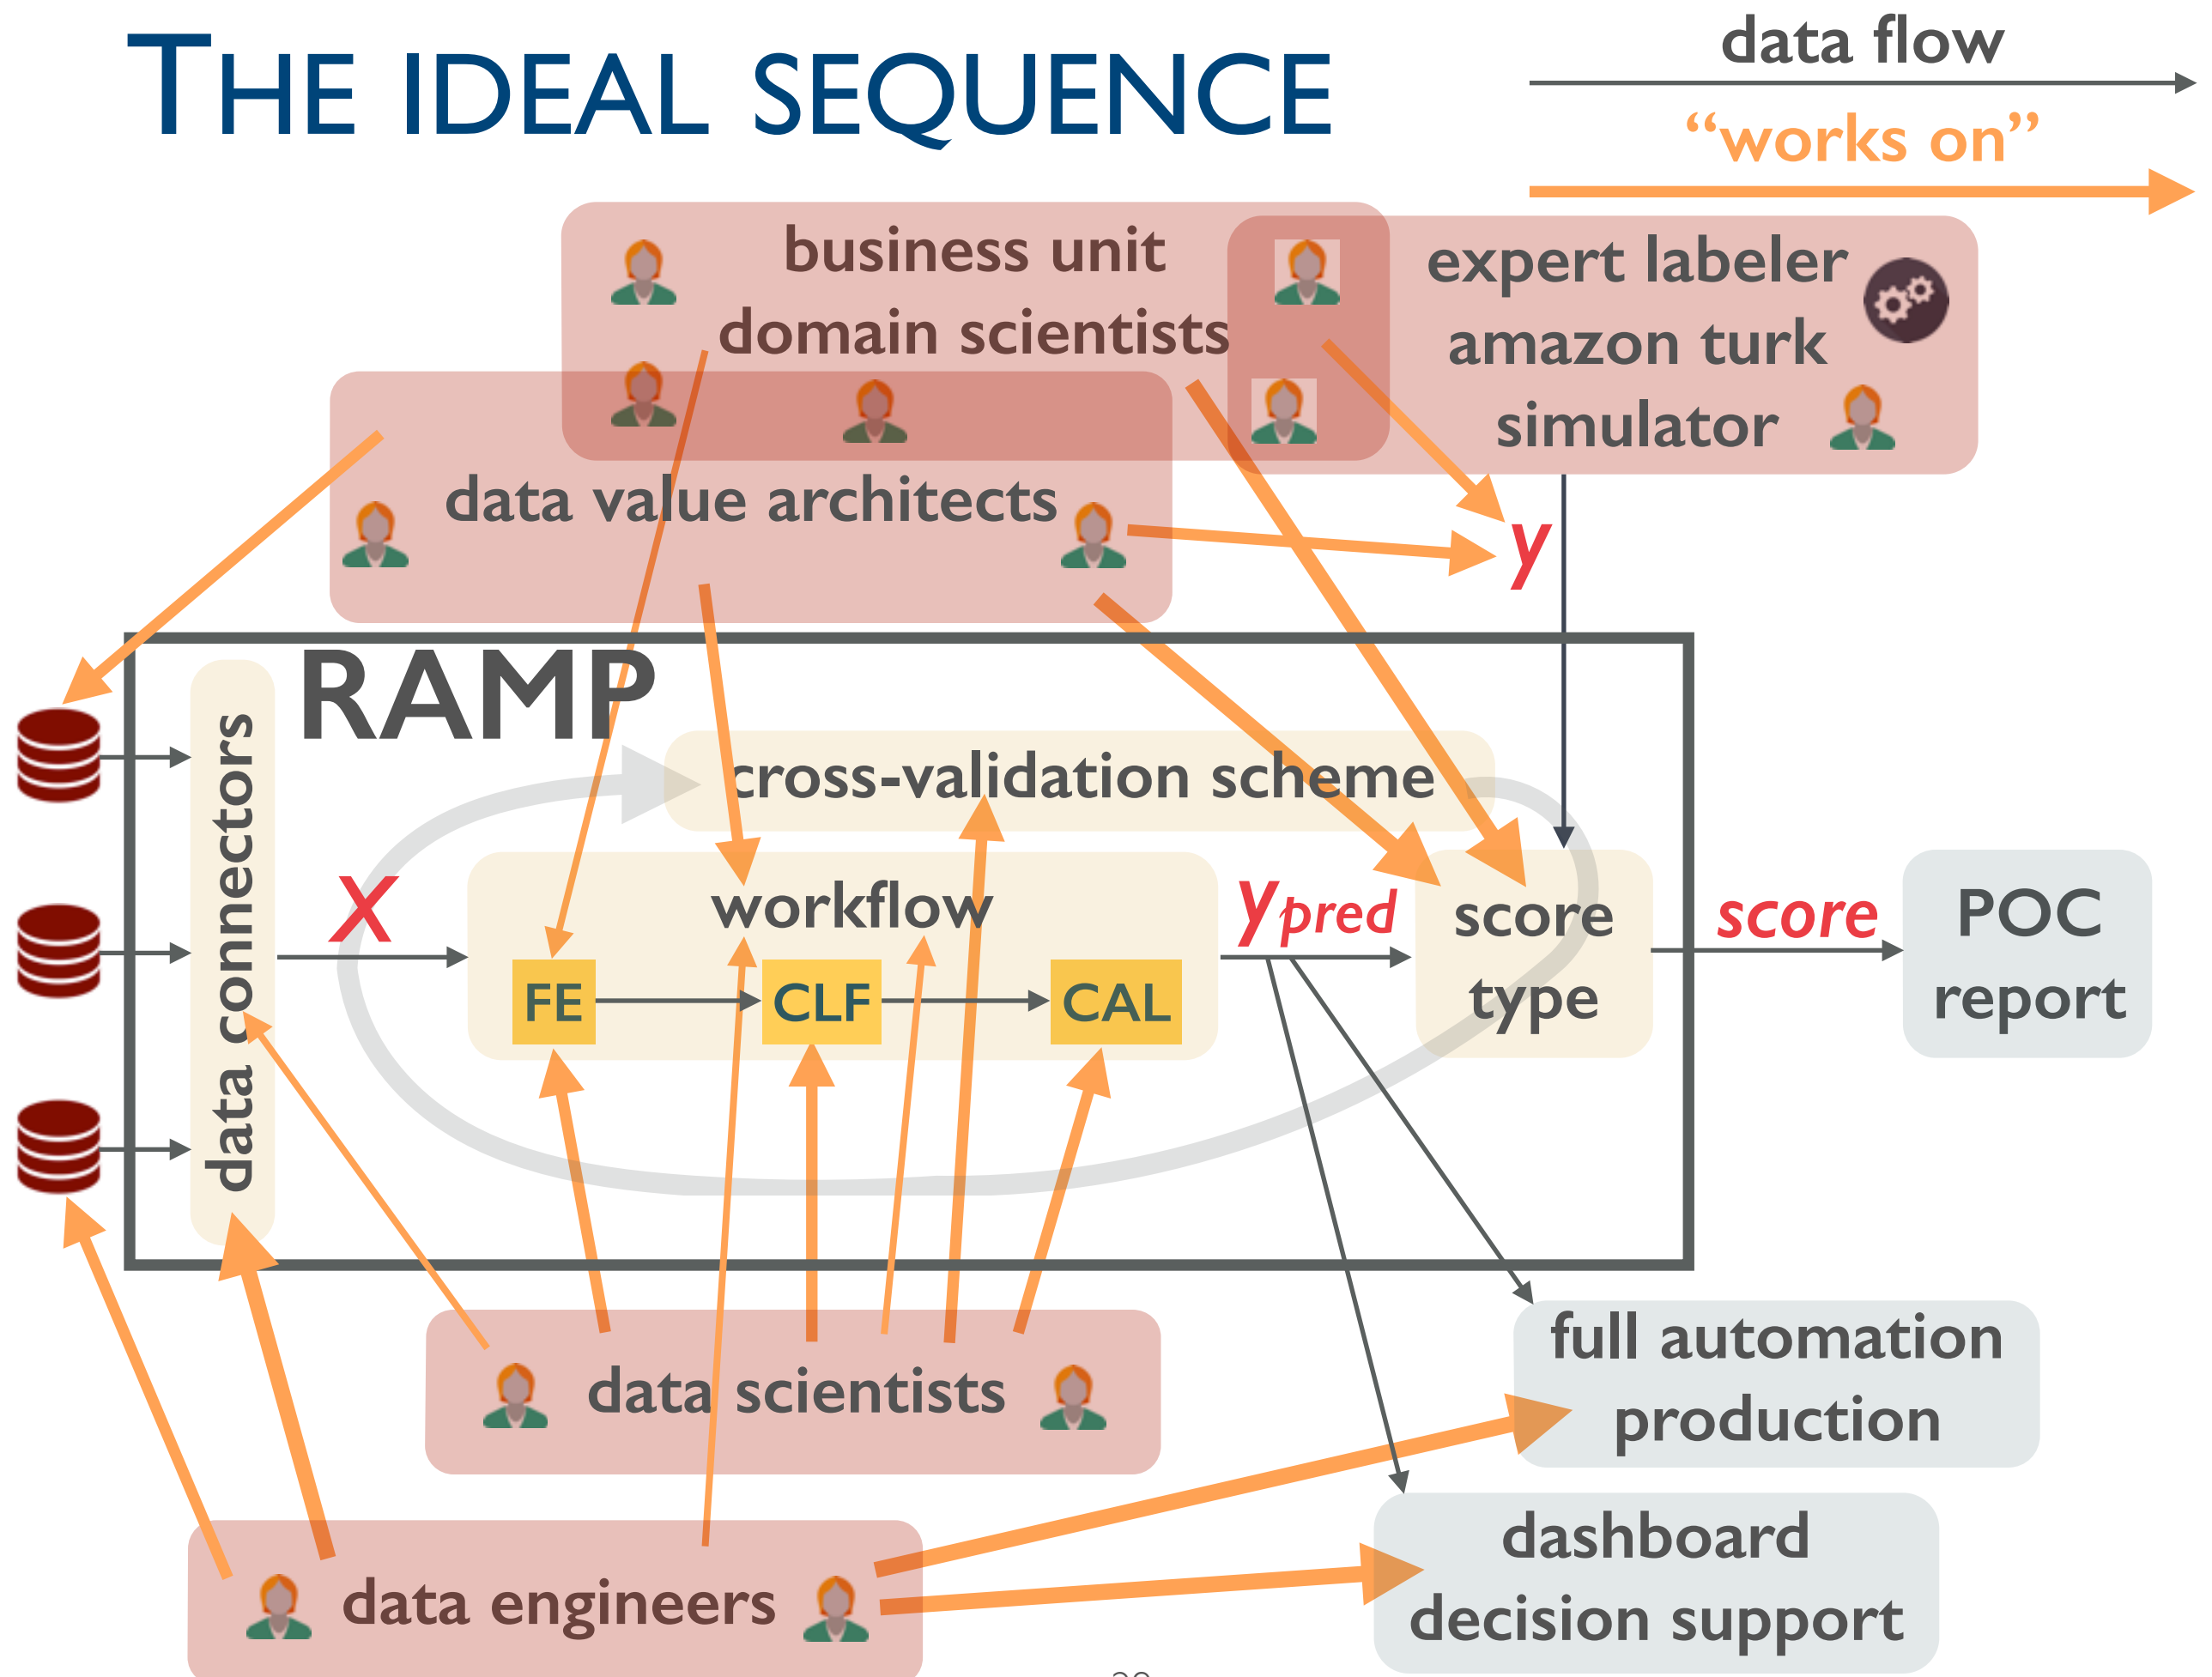 THE IDEAL SEQUENCE
data flow
“works on”
business unit
domain scientists
expert labeler
amazon turk
simulator
data value architects
y
RAMP
data connectors
cross-validation scheme
X
workflow
FE
CLF
CAL
y pred
score
type
score
POC
report
full automation
production
data scientists
dashboard
decision support
data engineers